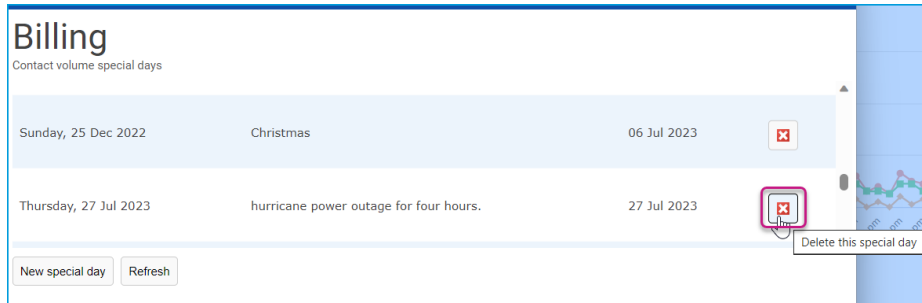 Billing
Contact volume special days
Sunday, 25 Dec 2022 Christmas 06 Jul 2023
Thursday, 27 Jul 2023 hurricane power outage for four hours. 27 Jul 2023
Delete this special day
New special day Refresh